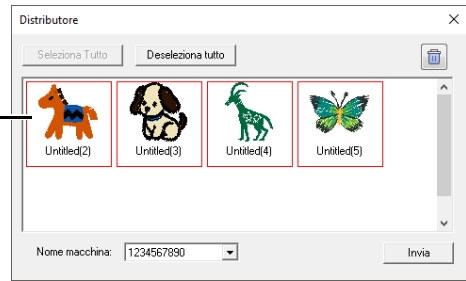 Distributore
Seleziona Tutto Deseleziona tutto
Untitled(2) Untitled(3) Untitled(4) Untitled(5)
Nome macchina: 1234567890 Invia